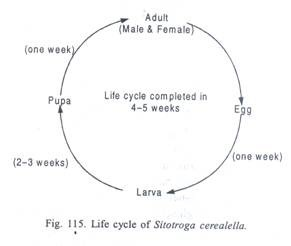 Adult
(Male & Female)
(one week)
Pupa
Life cycle completed in
4–5 weeks
Egg
(2–3 weeks)
(one week)
Larva
Fig. 115. Life cycle of Sitotroga cerealella.